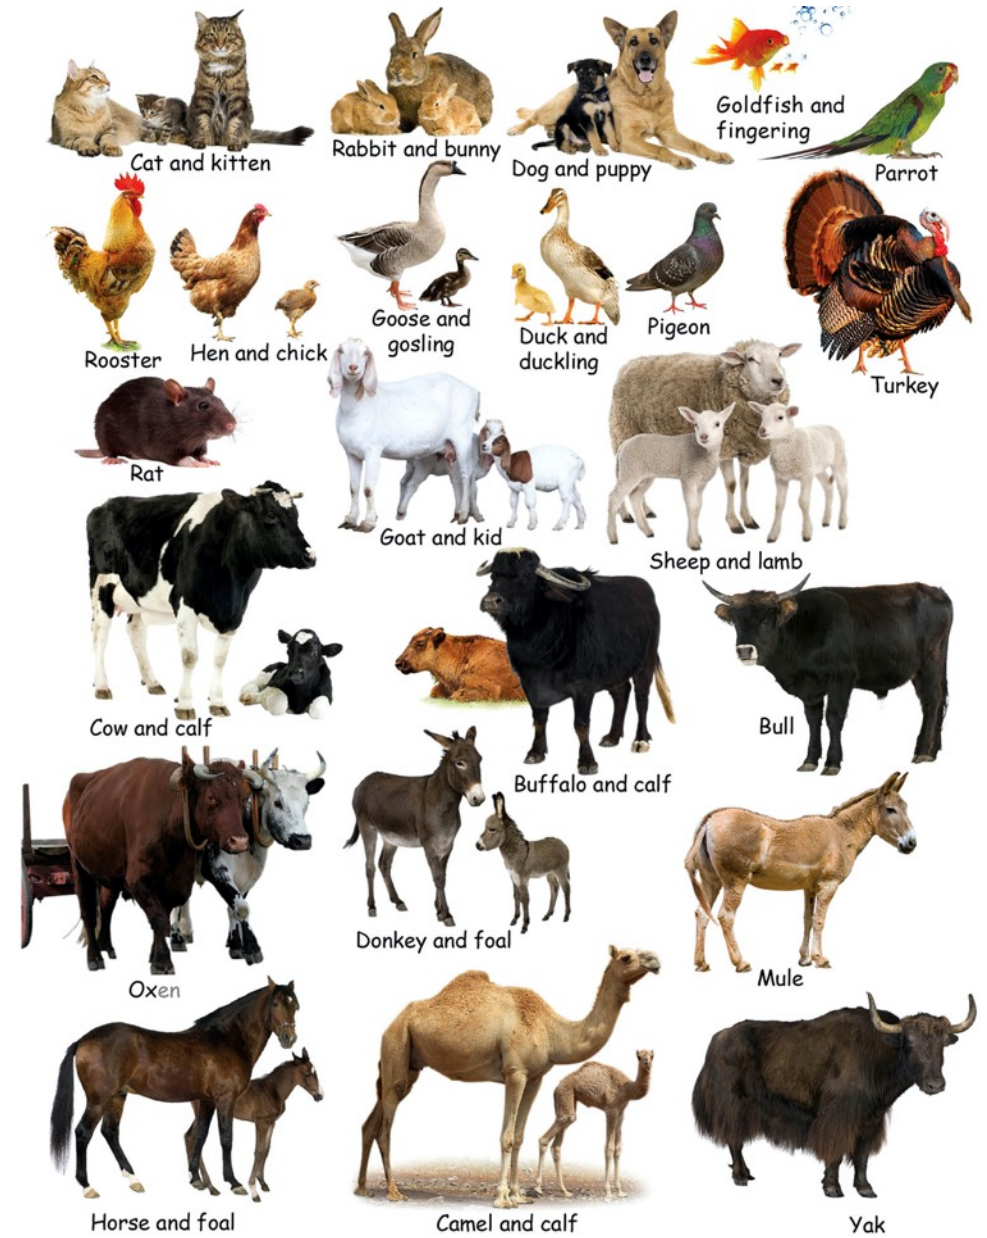 Cat and kitten
Rabbit and bunny
Dog and puppy
Goldfish and
fingering
Parrot
Rooster
Hen and chick
Goose and
gosling
Duck and
duckling
Pigeon
Turkey
Rat
Goat and kid
Sheep and lamb
Cow and calf
Buffalo and calf
Bull
Oxen
Donkey and foal
Mule
Horse and foal
Camel and calf
Yak